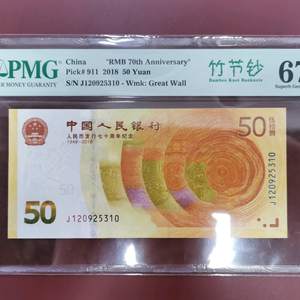 PMG
China "RMB 70th Anniversary"
Pick# 911 2018 50 Yuan
S/N J120925310 - Wmk: Great Wall
竹节钞
Bamboo Knot Banknote
67
Superb Gem
中国人民银行
人民币发行七十周年纪念
1948-2018
50
50
J120925310
J120925310